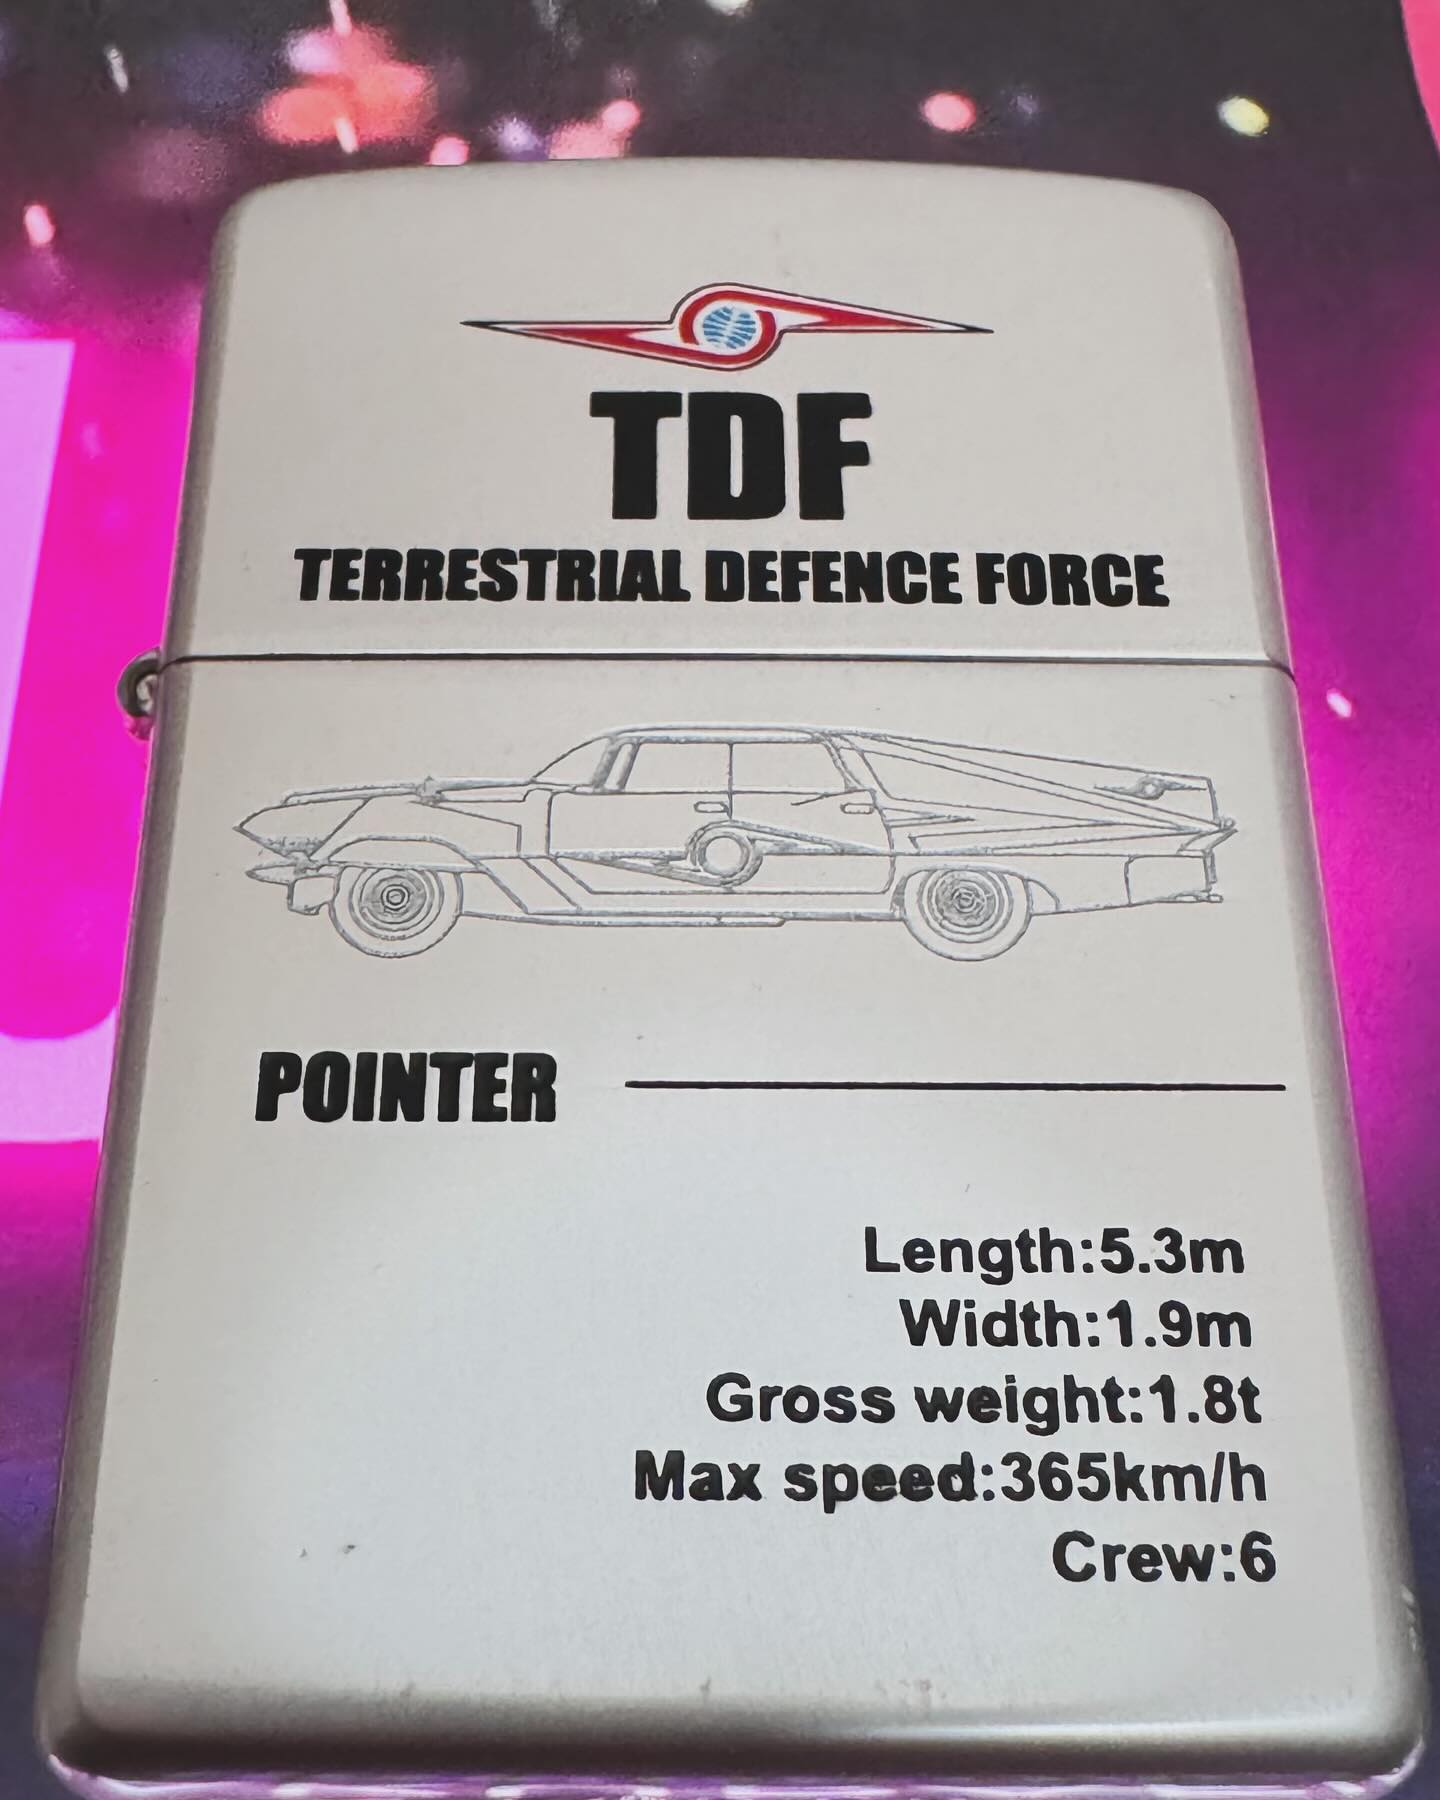 TDF
TERRESTRIAL DEFENCE FORCE
POINTER
Length:5.3m
Width:1.9m
Gross weight:1.8t
Max speed:365km/h
Crew:6